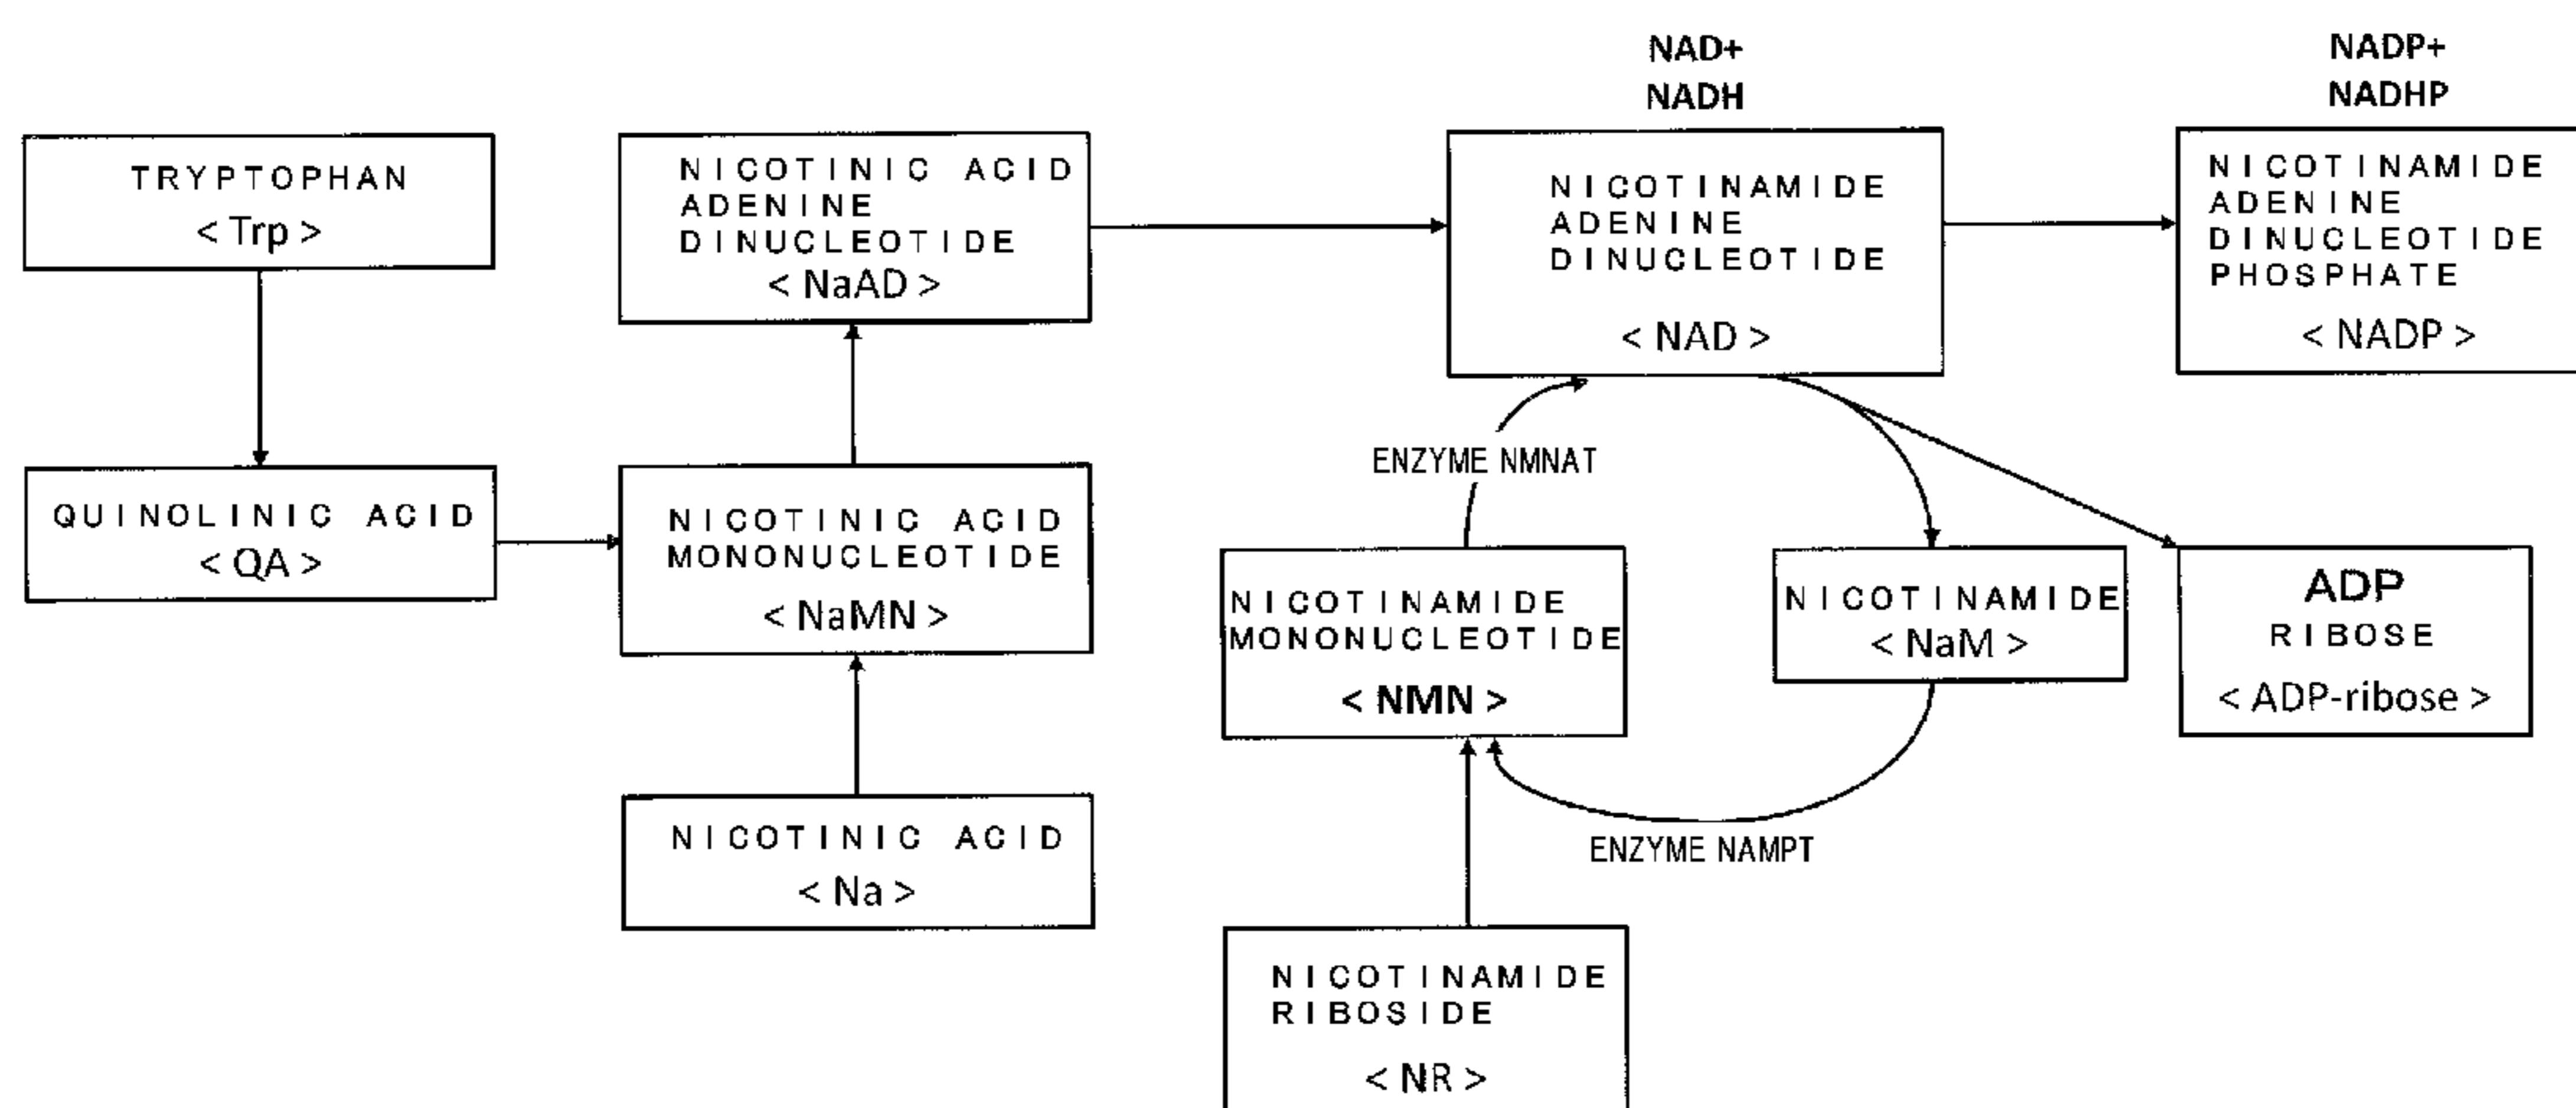 NAD+
NADH
NADP+
NADHP
TRYPTOPHAN
< Trp >
NICOTINIC ACID
ADENINE
DINUCLEOTIDE
< NaAD >
NICOTINAMIDE
ADENINE
DINUCLEOTIDE
< NAD >
NICOTINAMIDE
ADENINE
DINUCLEOTIDE
PHOSPHATE
< NADP >
ENZYME NMNAT
QUINOLINIC ACID
< QA >
NICOTINIC ACID
MONONUCLEOTIDE
< NaMN >
NICOTINAMIDE
MONONUCLEOTIDE
< NMN >
NICOTINAMIDE
< NaM >
ADP
RIBOSE
< ADP-ribose >
NICOTINIC ACID
< Na >
ENZYME NAMPT
NICOTINAMIDE
RIBOSIDE
< NR >